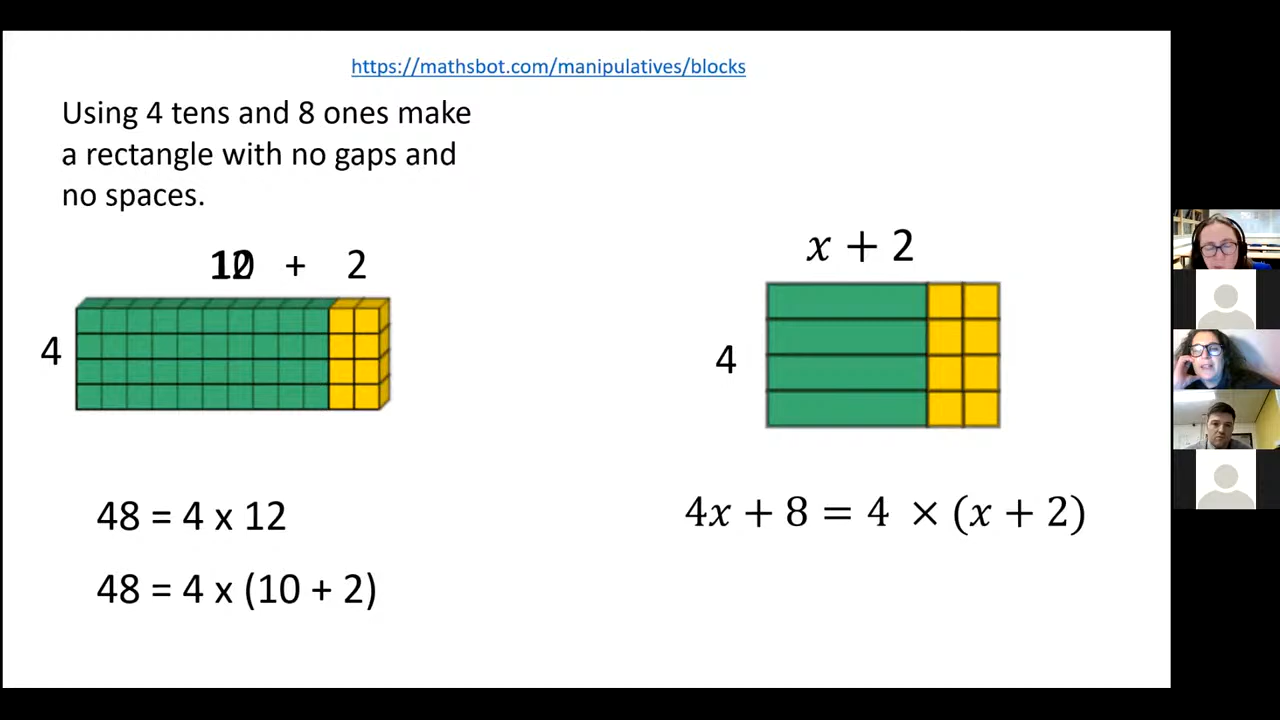 https://mathsbot.com/manipulatives/blocks
Using 4 tens and 8 ones make
a rectangle with no gaps and
no spaces.
+ 2
4
48 = 4 x 12
48 = 4 x (10 + 2)
x + 2
4
4x + 8 = 4 × (x + 2)